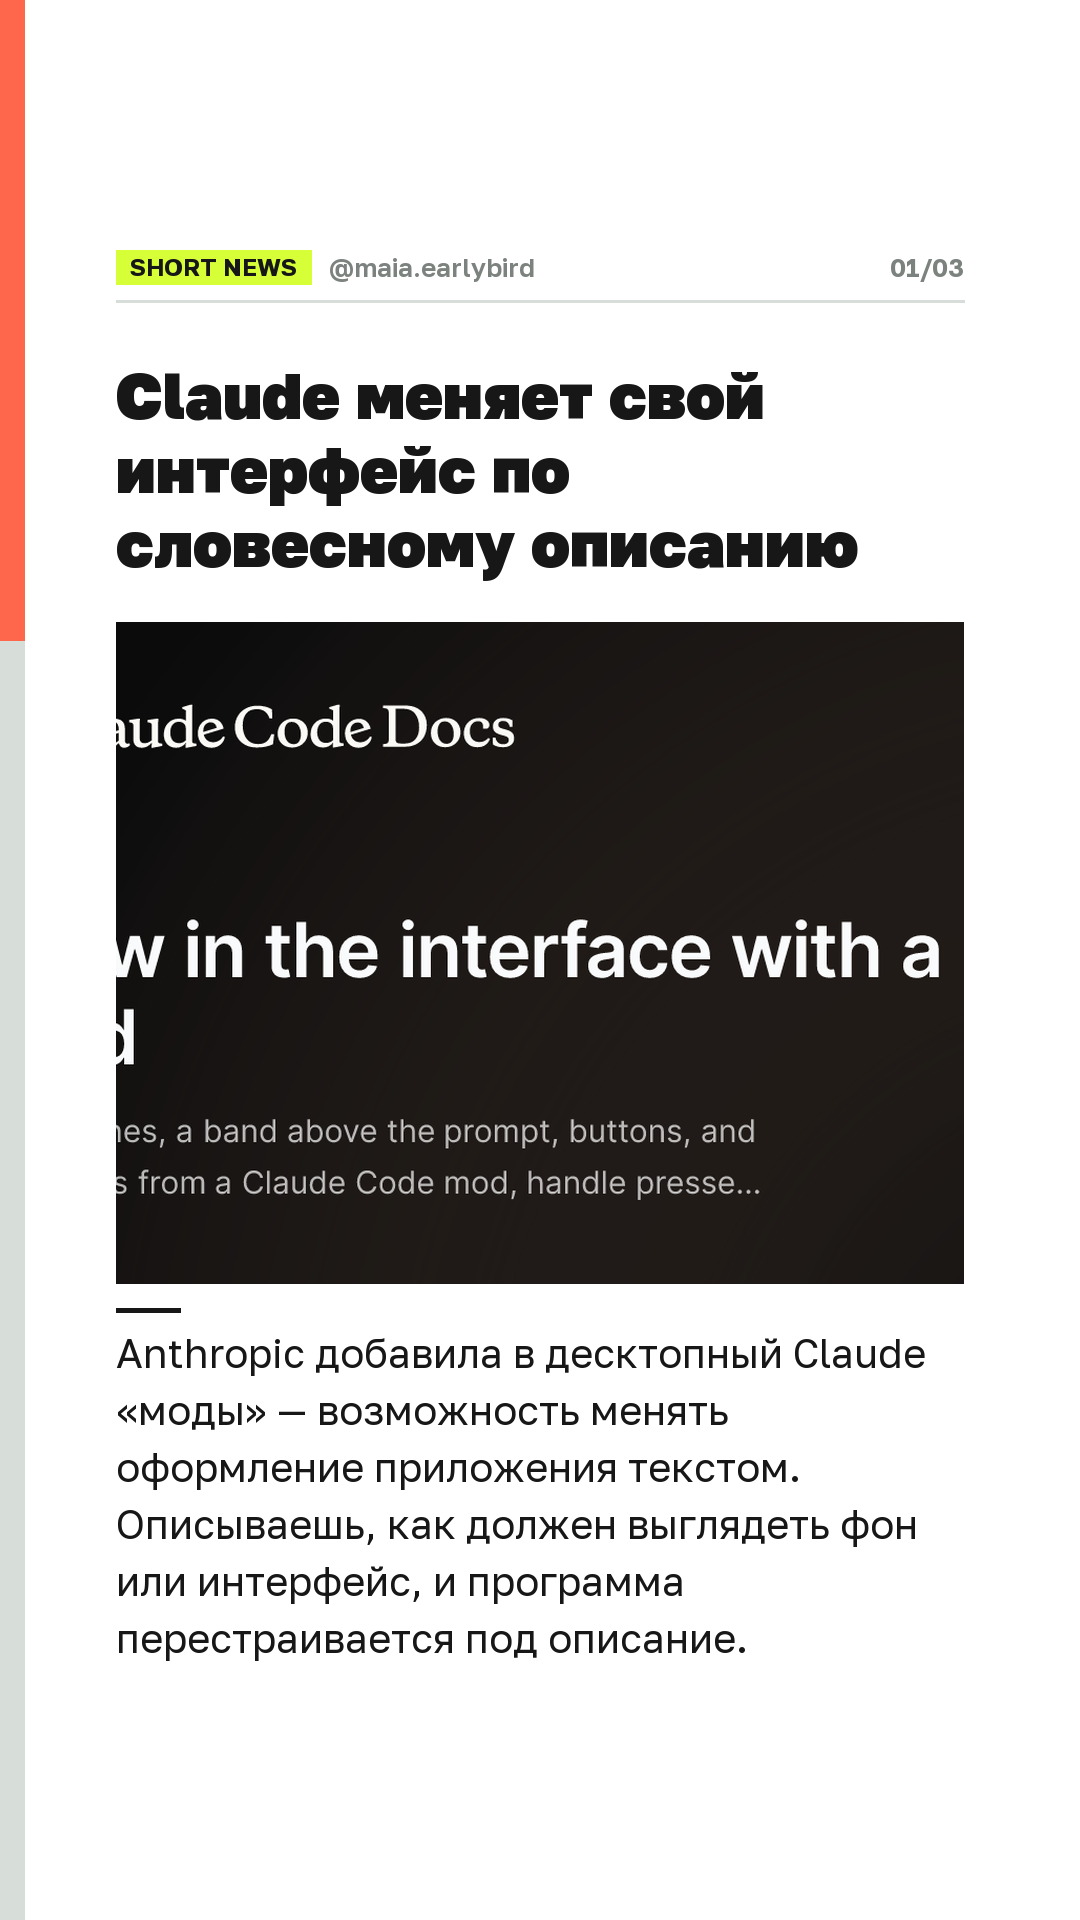 SHORT NEWS @maia.earlybird 01/03
Claude меняет свой
интерфейс по
словесному описанию
aude Code Docs
w in the interface with a
d
nes, a band above the prompt, buttons, and
s from a Claude Code mod, handle presse...
Anthropic добавила в десктопный Claude
«моды» — возможность менять
оформление приложения текстом.
Описываешь, как должен выглядеть фон
или интерфейс, и программа
перестраивается под описание.